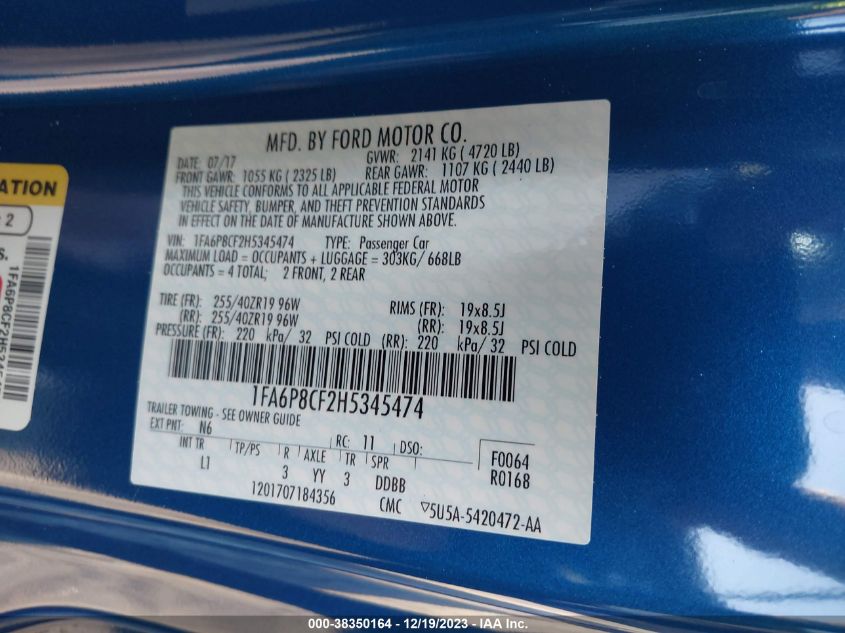 MFD. BY FORD MOTOR CO.
DATE: 07/17 GVWR: 2141 KG ( 4720 LB)
FRONT GAWR: 1055 KG ( 2325 LB) REAR GAWR: 1107 KG ( 2440 LB)
THIS VEHICLE CONFORMS TO ALL APPLICABLE FEDERAL MOTOR
VEHICLE SAFETY, BUMPER, AND THEFT PREVENTION STANDARDS
IN EFFECT ON THE DATE OF MANUFACTURE SHOWN ABOVE.
VIN: 1FA6P8CF2H5345474 TYPE: Passenger Car
MAXIMUM LOAD = OCCUPANTS + LUGGAGE = 303KG/ 668LB
OCCUPANTS = 4 TOTAL; 2 FRONT, 2 REAR
TIRE (FR): 255/40ZR19 96W RIMS (FR): 19x8.5J
(RR): 255/40ZR19 96W (RR): 19x8.5J
PRESSURE (FR): 220 kPa/ 32 PSI COLD (RR): 220 kPa/ 32 PSI COLD
1FA6P8CF2H5345474
TRAILER TOWING - SEE OWNER GUIDE
EXT PNT: N6 RC: 11 DSO: F0064
INT TR TP/PS R AXLE TR SPR R0168
LT 3 YY 3 DDBB
1201707184356 CMC ▽5U5A-5420472-AA
ATION
2
s.
000-38350164 - 12/19/2023 - IAA Inc.